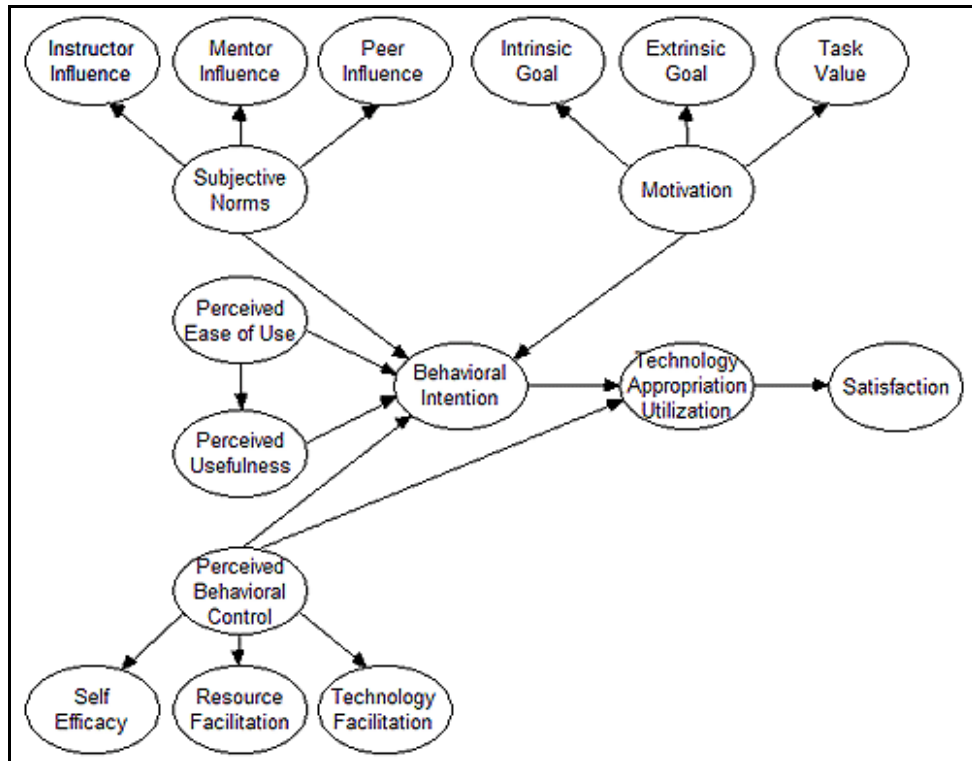 Instructor
Influence
Mentor
Influence
Peer
Influence
Intrinsic
Goal
Extrinsic
Goal
Task
Value
Subjective
Norms
Motivation
Perceived
Ease of Use
Behavioral
Intention
Technology
Appropriation
Utilization
Satisfaction
Perceived
Usefulness
Perceived
Behavioral
Control
Self
Efficacy
Resource
Facilitation
Technology
Facilitation